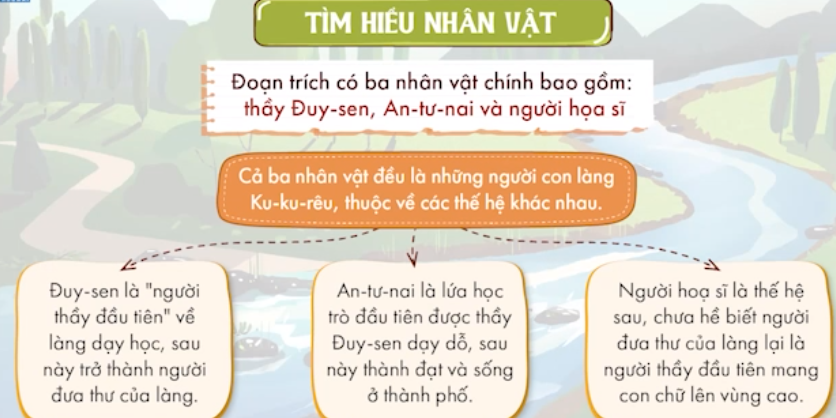 TÌM HIỂU NHÂN VẬT
Đoạn trích có ba nhân vật chính bao gồm:
thầy Đuy-sen, An-tư-nai và người họa sĩ
Cả ba nhân vật đều là những người con làng
Ku-ku-rêu, thuộc về các thế hệ khác nhau.
Đuy-sen là "người
thầy đầu tiên" về
làng dạy học, sau
này trở thành người
đưa thư của làng.
An-tư-nai là lứa học
trò đầu tiên được thầy
Đuy-sen dạy dỗ, sau
này thành đạt và sống
ở thành phố.
Người hoạ sĩ là thế hệ
sau, chưa hề biết người
đưa thư của làng lại là
người thầy đầu tiên mang
con chữ lên vùng cao.